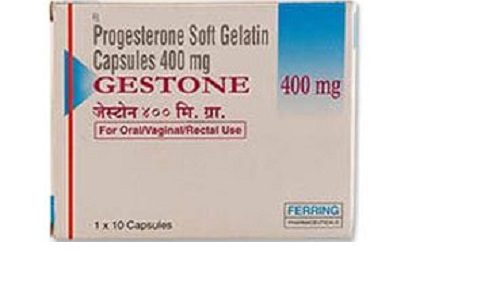 Rx
Progesterone Soft Gelatin
Capsules 400 mg
GESTONE 400 mg
जेस्टोन ४०० मि. ग्रा.
For Oral/Vaginal/Rectal Use
1 x 10 Capsules
FERRING
PHARMACEUTICALS